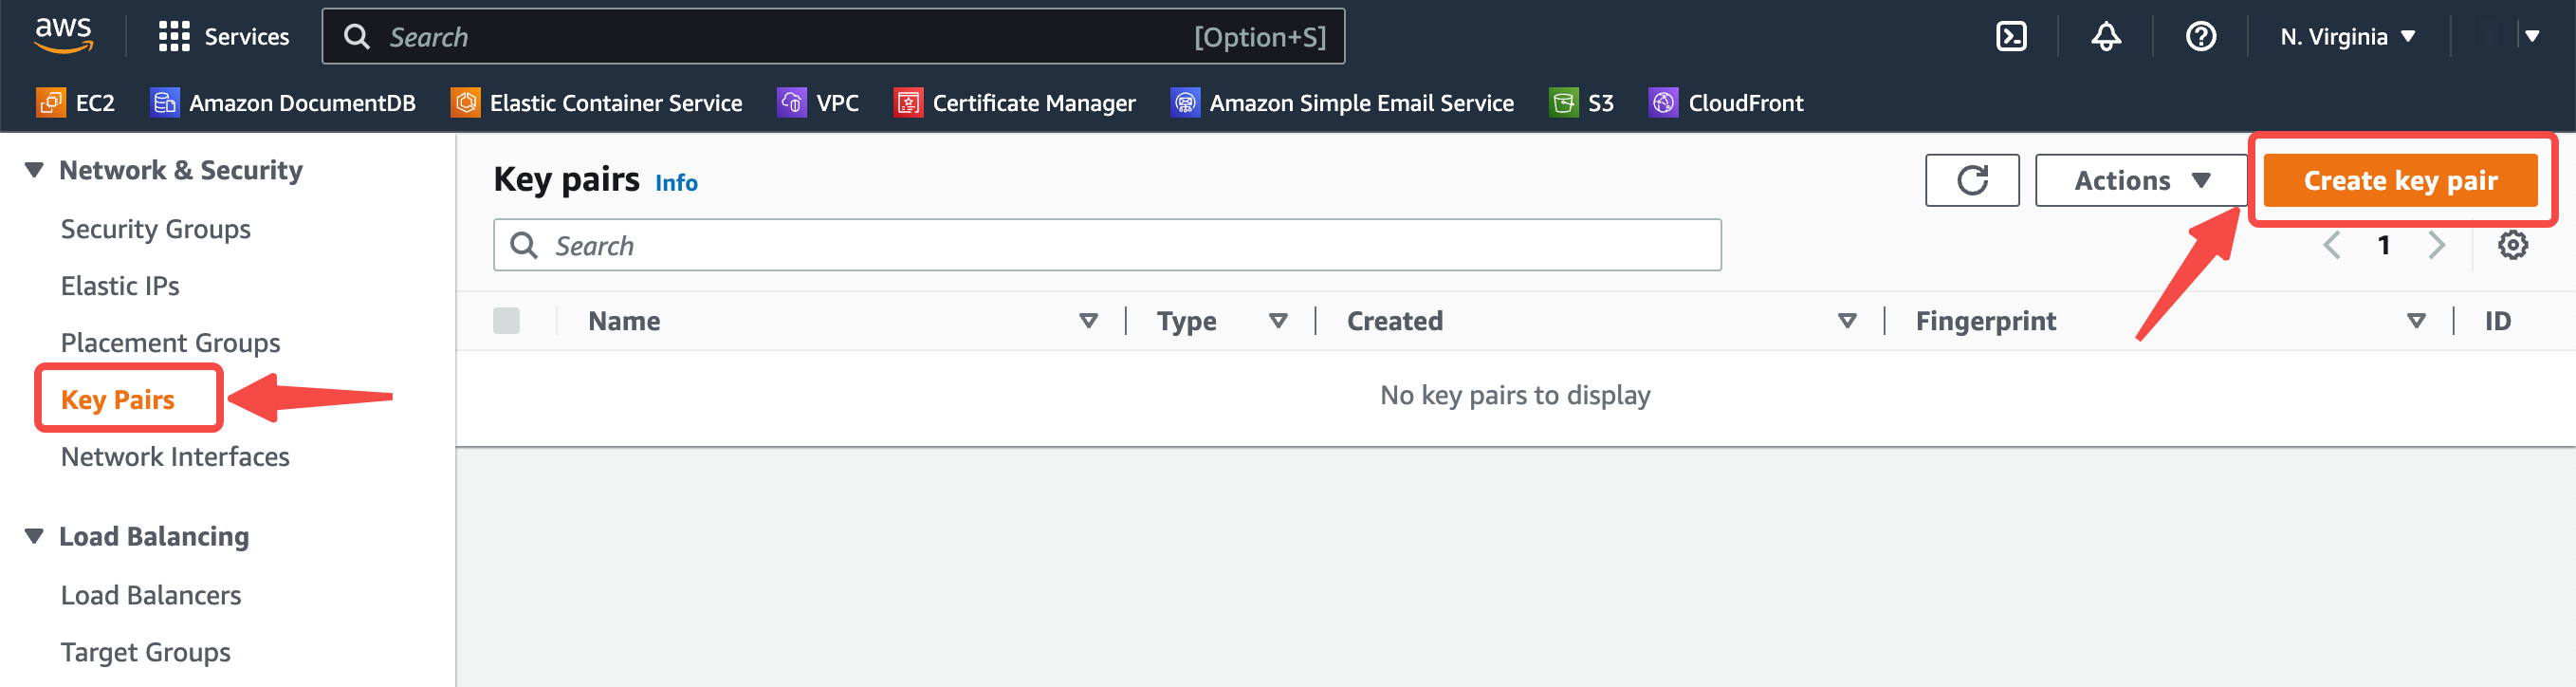 aws Services Search [Option+S] N. Virginia
EC2 Amazon DocumentDB Elastic Container Service VPC Certificate Manager Amazon Simple Email Service S3 CloudFront
Network & Security
Security Groups
Elastic IPs
Placement Groups
Key Pairs
Network Interfaces
Load Balancing
Load Balancers
Target Groups
Key pairs Info Actions Create key pair
Search 1
Name Type Created Fingerprint ID
No key pairs to display